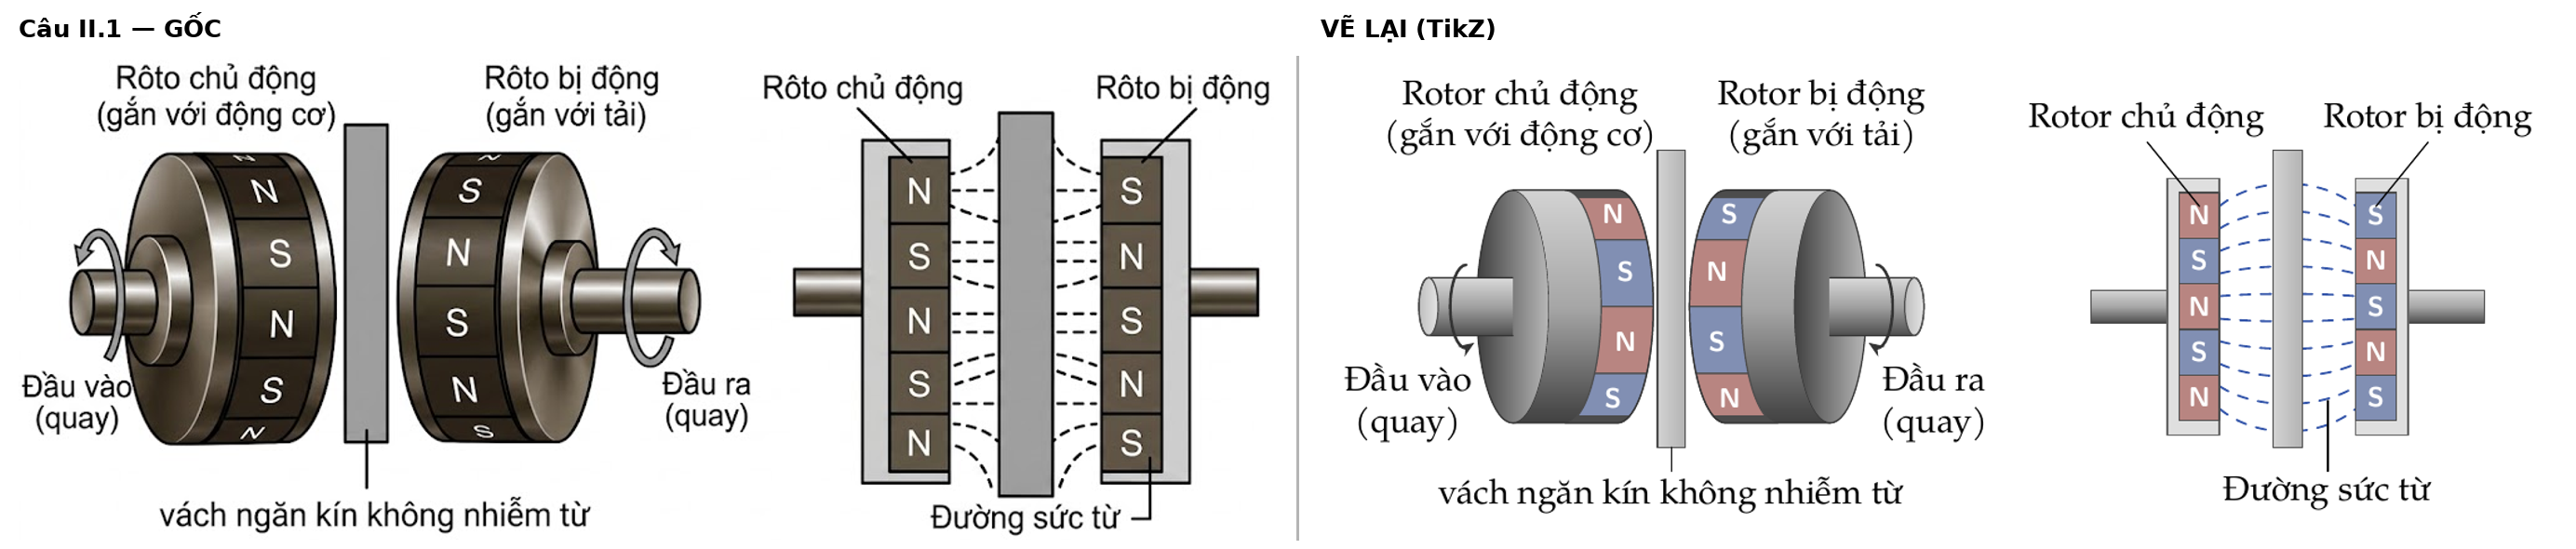 Câu II.1 — GỐC
Rôto chủ động
(gắn với động cơ)
Rôto bị động
(gắn với tải)
N
N
S
N
S
N
N
S
N
S
N
S
Đầu vào
(quay)
Đầu ra
(quay)
vách ngăn kín không nhiễm từ
Rôto chủ động
Rôto bị động
N
S
N
S
N
S
N
S
N
S
Đường sức từ
VẼ LẠI (TikZ)
Rotor chủ động
(gắn với động cơ)
Rotor bị động
(gắn với tải)
N
S
N
S
S
N
S
N
Đầu vào
(quay)
Đầu ra
(quay)
vách ngăn kín không nhiễm từ
Rotor chủ động
Rotor bị động
N
S
N
S
N
S
N
S
N
S
Đường sức từ